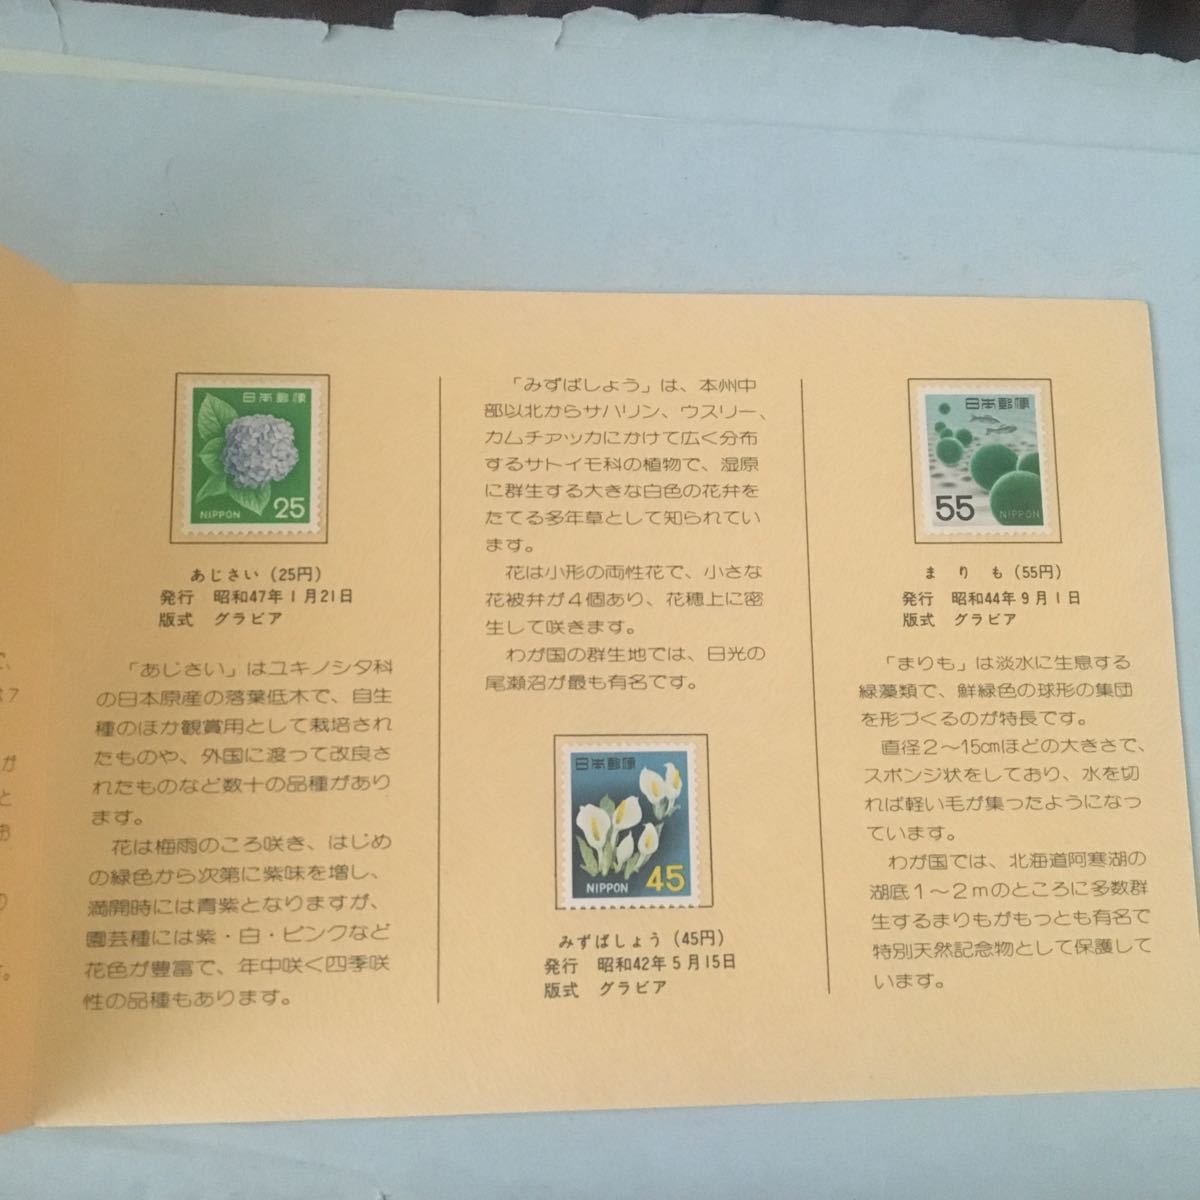 日本郵便
NIPPON 25
あじさい(25円)
発行 昭和47年1月21日
版式 グラビア
「あじさい」はユキノシタ科
の日本原産の落葉低木で、自生
種のほか観賞用として栽培され
たものや、外国に渡って改良さ
れたものなど数十の品種があり
ます。
花は梅雨のころ咲き、はじめ
の緑色から次第に紫味を増し、
満開時には青紫となりますが、
園芸種には紫・白・ピンクなど
花色が豊富で、年中咲く四季咲
性の品種もあります。
「みずばしょう」は、本州中
部以北からサハリン、ウスリー、
カムチァッカにかけて広く分布
するサトイモ科の植物で、湿原
に群生する大きな白色の花弁を
たてる多年草として知られてい
ます。
花は小形の両性花で、小さな
花被弁が4個あり、花穂上に密
生して咲きます。
わが国の群生地では、日光の
尾瀬沼が最も有名です。
日本郵便
NIPPON 45
みずばしょう(45円)
発行 昭和42年5月15日
版式 グラビア
日本郵便
55 NIPPON
まりも(55円)
発行 昭和44年9月1日
版式 グラビア
「まりも」は淡水に生息する
緑藻類で、鮮緑色の球形の集団
を形づくるのが特長です。
直径2〜15cmほどの大きさで、
スポンジ状をしており、水を切
れば軽い毛が集ったようになっ
ています。
わが国では、北海道阿寒湖の
湖底1〜2mのところに多数群
生するまりもがもっとも有名で
特別天然記念物として保護して
います。